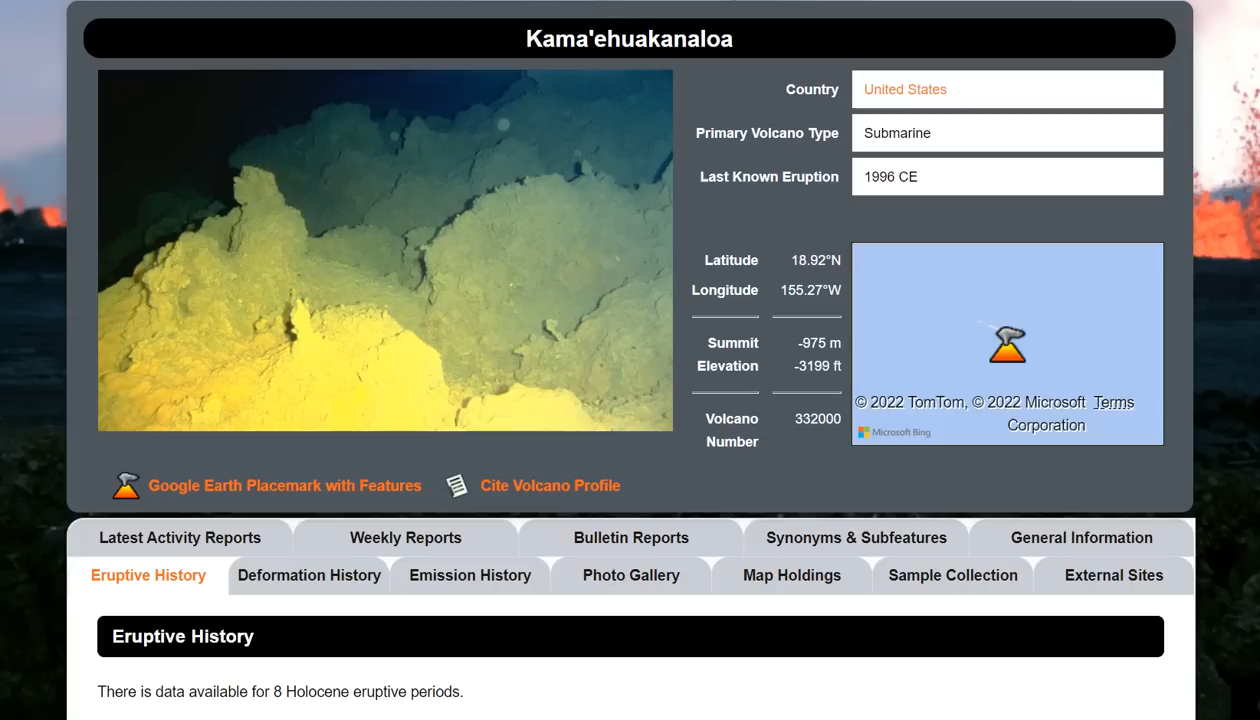 Kama'ehuakanaloa
Country United States
Primary Volcano Type Submarine
Last Known Eruption 1996 CE
Latitude 18.92°N
Longitude 155.27°W
Summit -975 m
Elevation -3199 ft
Volcano 332000
Number
© 2022 TomTom, © 2022 Microsoft Terms
Corporation
Microsoft Bing
Google Earth Placemark with Features Cite Volcano Profile
Latest Activity Reports Weekly Reports Bulletin Reports Synonyms & Subfeatures General Information
Eruptive History Deformation History Emission History Photo Gallery Map Holdings Sample Collection External Sites
Eruptive History
There is data available for 8 Holocene eruptive periods.